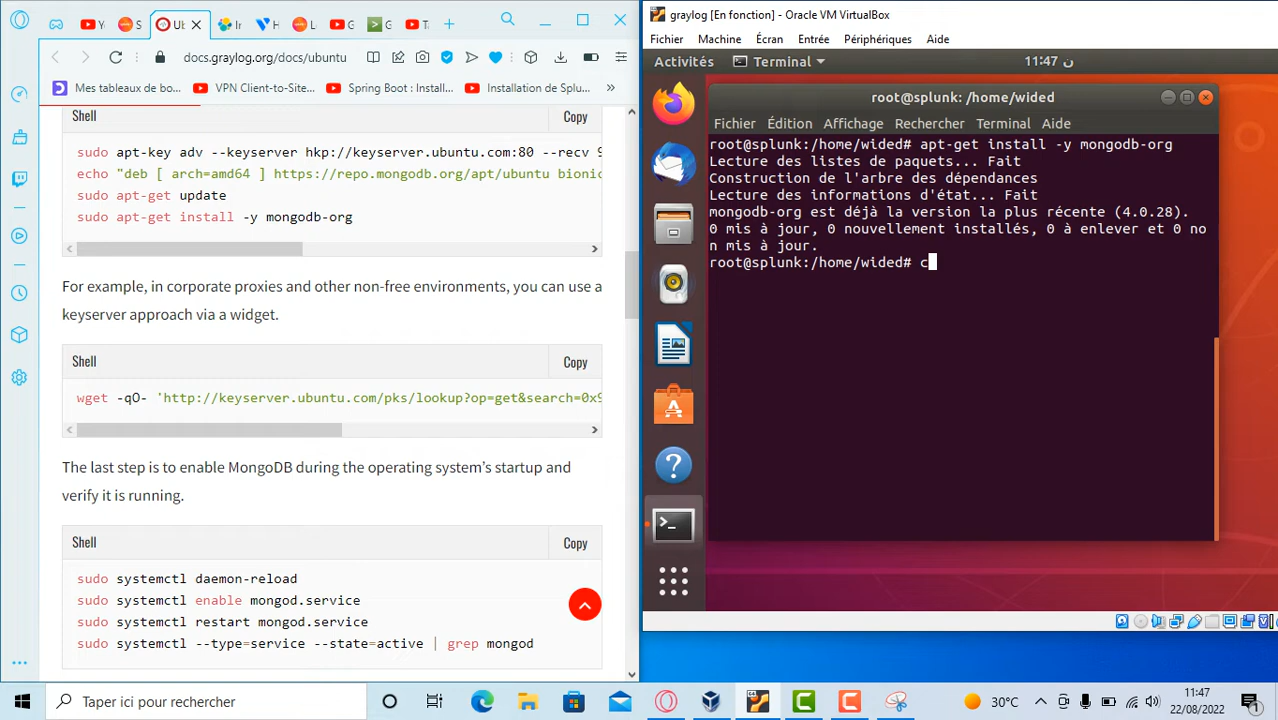 Y
S
Ub
In
H
L
G
G
T
docs.graylog.org/docs/ubuntu
Mes tableaux de bo...
VPN Client-to-Site...
Spring Boot : Install...
Installation de Splu...
»
Shell
Copy
sudo apt-key adv --keyserver hkp://keyserver.ubuntu.com:80 --recv 9
echo "deb [ arch=amd64 ] https://repo.mongodb.org/apt/ubuntu bionic
sudo apt-get update
sudo apt-get install -y mongodb-org
For example, in corporate proxies and other non-free environments, you can use a
keyserver approach via a widget.
Shell
Copy
wget -qO- 'http://keyserver.ubuntu.com/pks/lookup?op=get&search=0x9
The last step is to enable MongoDB during the operating system’s startup and
verify it is running.
Shell
Copy
sudo systemctl daemon-reload
sudo systemctl enable mongod.service
sudo systemctl restart mongod.service
sudo systemctl --type=service --state=active | grep mongod
graylog [En fonction] - Oracle VM VirtualBox
Fichier Machine Écran Entrée Périphériques Aide
Activités
Terminal
11:47 ن
root@splunk: /home/wided
Fichier Édition Affichage Rechercher Terminal Aide
root@splunk:/home/wided# apt-get install -y mongodb-org
Lecture des listes de paquets... Fait
Construction de l'arbre des dépendances
Lecture des informations d'état... Fait
mongodb-org est déjà la version la plus récente (4.0.28).
0 mis à jour, 0 nouvellement installés, 0 à enlever et 0 no
n mis à jour.
root@splunk:/home/wided# c
Taper ici pour rechercher
30°C
11:47
22/08/2022
1